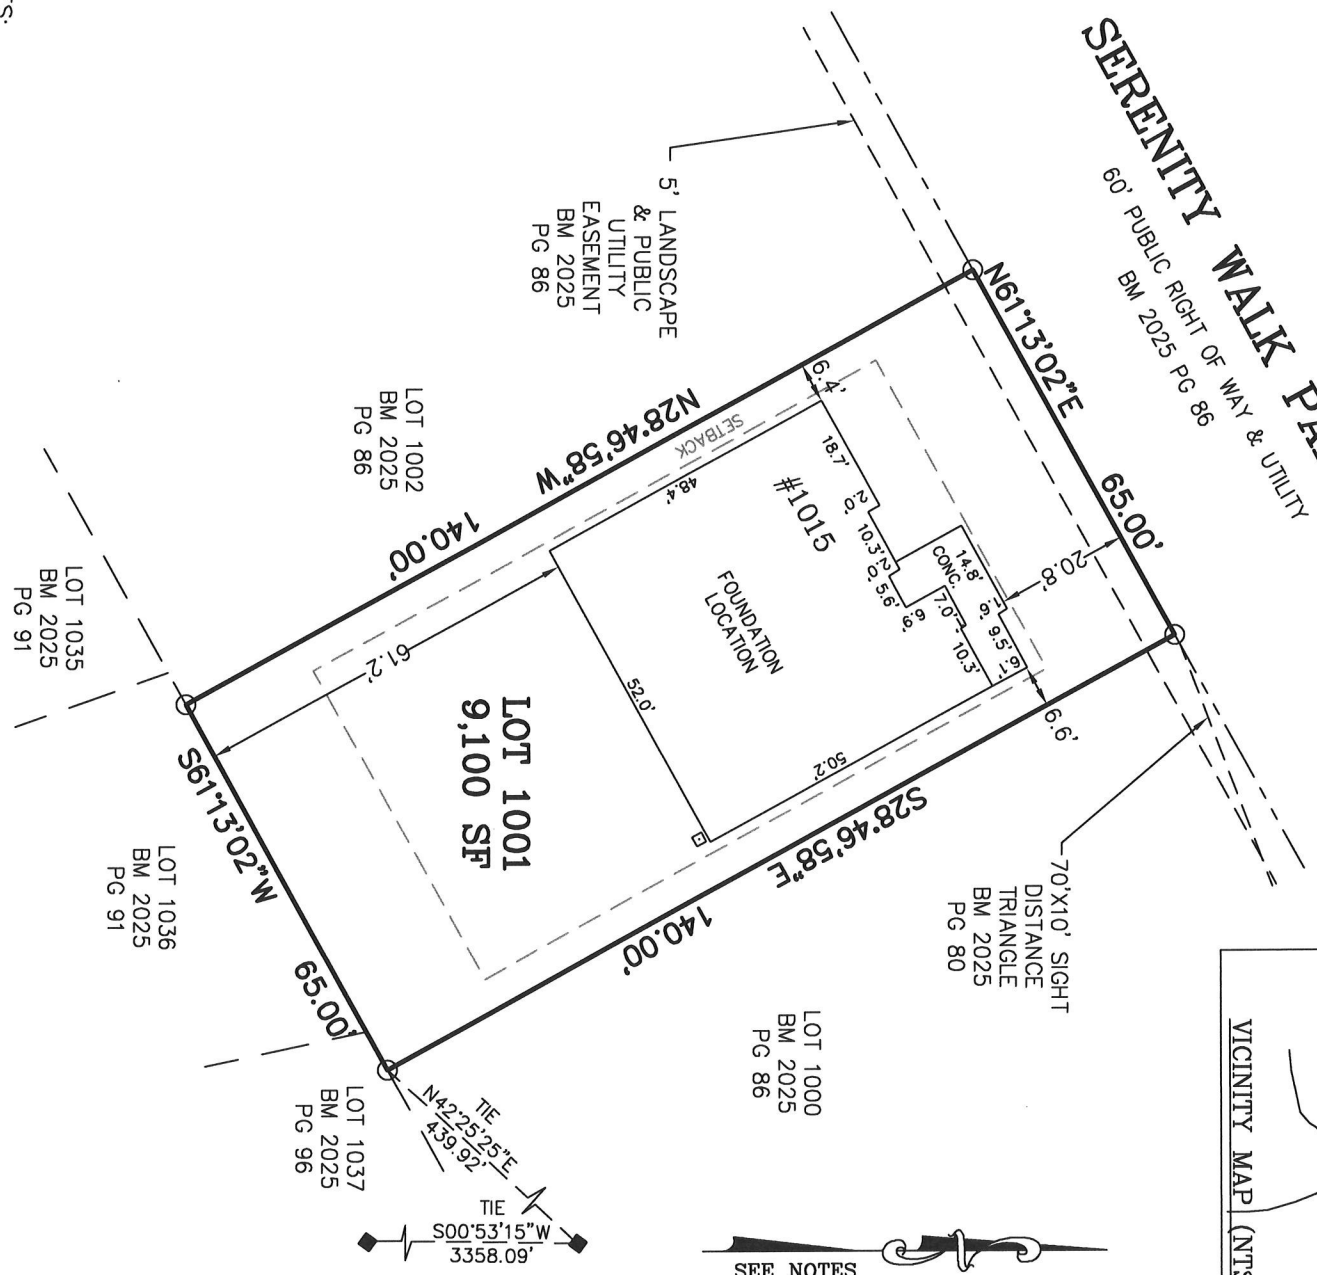 SERENITY WALK
60' PUBLIC RIGHT OF WAY & UTILITY
BM 2025 PG 86
5' LANDSCAPE
& PUBLIC
UTILITY
EASEMENT
BM 2025
PG 86
N61°13'02"E
65.00'
20.8'
6.4'
SETBACK
N28°46'58"W
140.00'
LOT 1002
BM 2025
PG 86
#1015
18.7'
2.0'
10.3'
2.0'
5.6'
6.9'
7.0'
10.3'
14.8'
CONC.
9.5'
6.6'
48.4'
FOUNDATION
LOCATION
52.0'
50.2'
61.2'
LOT 1001
9,100 SF
S28°46'58"E
140.00'
70'X10' SIGHT
DISTANCE
TRIANGLE
BM 2025
PG 80
LOT 1035
BM 2025
PG 91
S61°13'02"W
65.00'
LOT 1036
BM 2025
PG 91
LOT 1037
BM 2025
PG 96
LOT 1000
BM 2025
PG 86
TIE
N42°25'25"E
439.92'
TIE
S00°53'15"W
3358.09'
SEE NOTES
VICINITY MAP (NTS